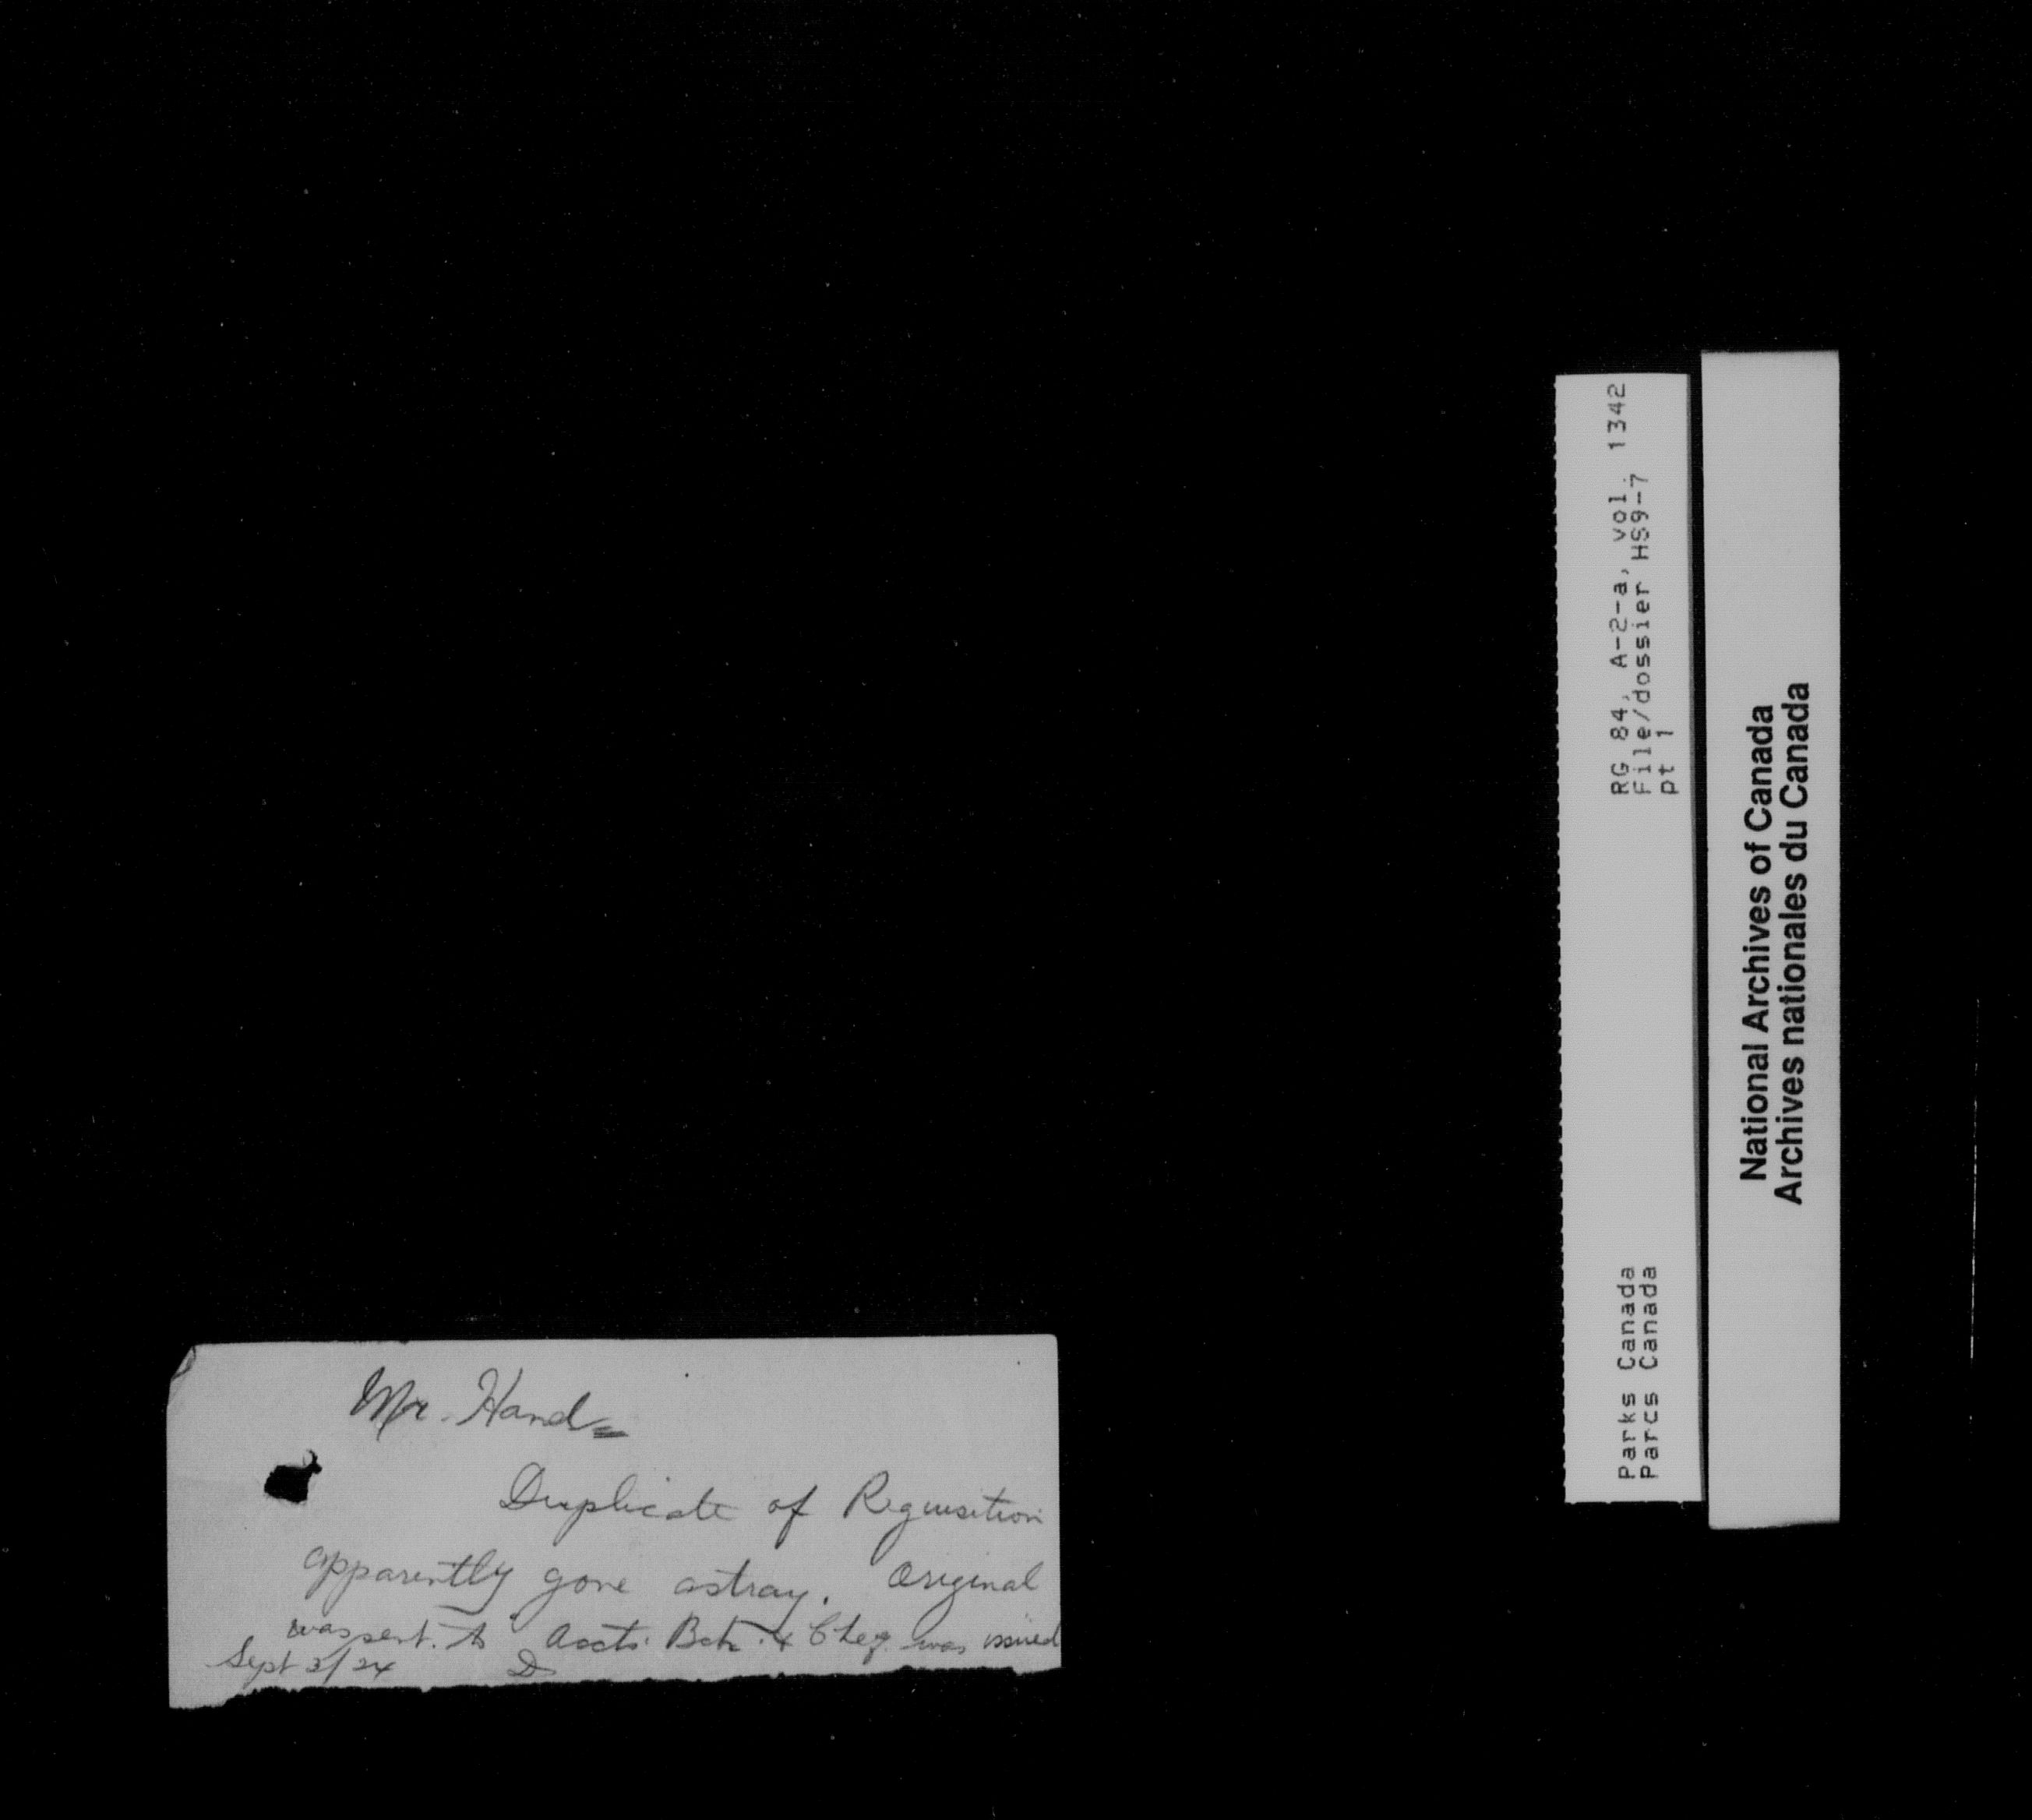 Mr. Hand
Duplicate of Requisition
apparently gone astray. Original
was sent to Accts. Bch. & Cheq. was issued
Sept 3/24 D
RG 84, A-2-a, vol. 1342
File/dossier HS9-7
pt 1
Parks Canada
Parcs Canada
National Archives of Canada
Archives nationales du Canada